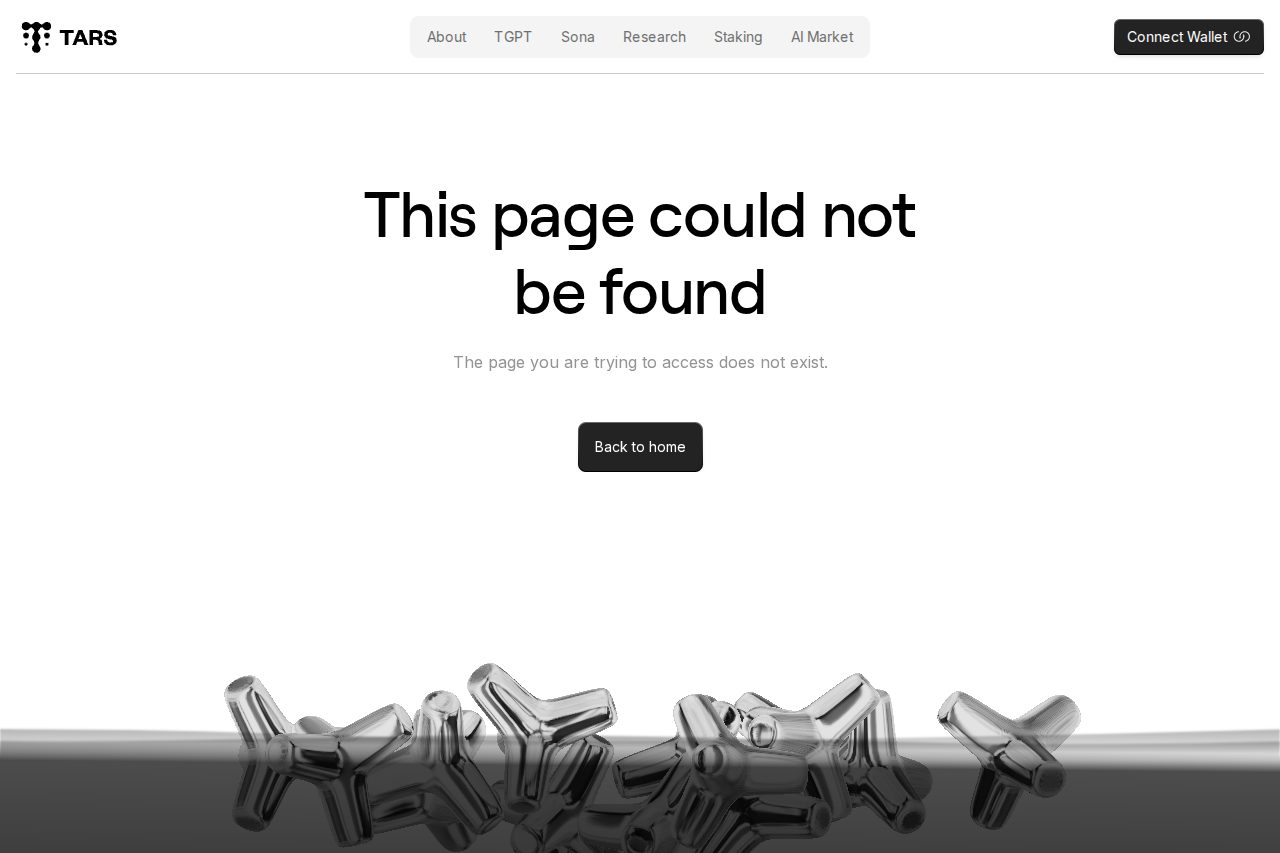 TARS
About
TGPT
Sona
Research
Staking
AI Market
Connect Wallet
This page could not
be found
The page you are trying to access does not exist.
Back to home